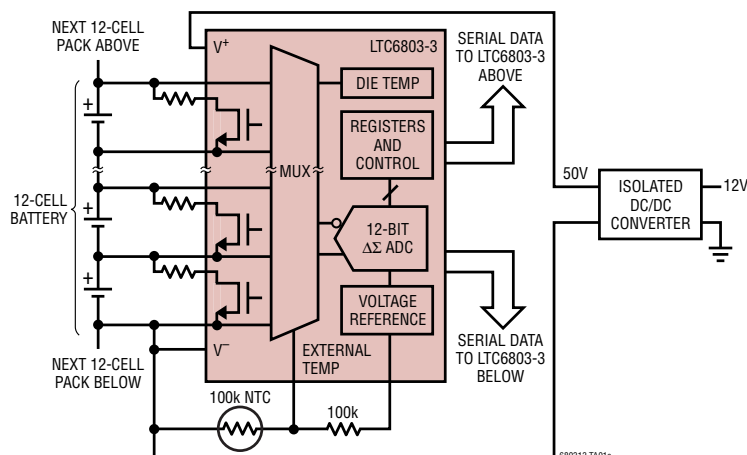 NEXT 12-CELL
PACK ABOVE
V+
LTC6803-3
SERIAL DATA
TO LTC6803-3
ABOVE
DIE TEMP
+
REGISTERS
AND
CONTROL
MUX
50V
12V
ISOLATED
DC/DC
CONVERTER
12-CELL
BATTERY
+
12-BIT
ΔΣ ADC
+
VOLTAGE
REFERENCE
SERIAL DATA
TO LTC6803-3
BELOW
V−
EXTERNAL
TEMP
NEXT 12-CELL
PACK BELOW
100k NTC
100k